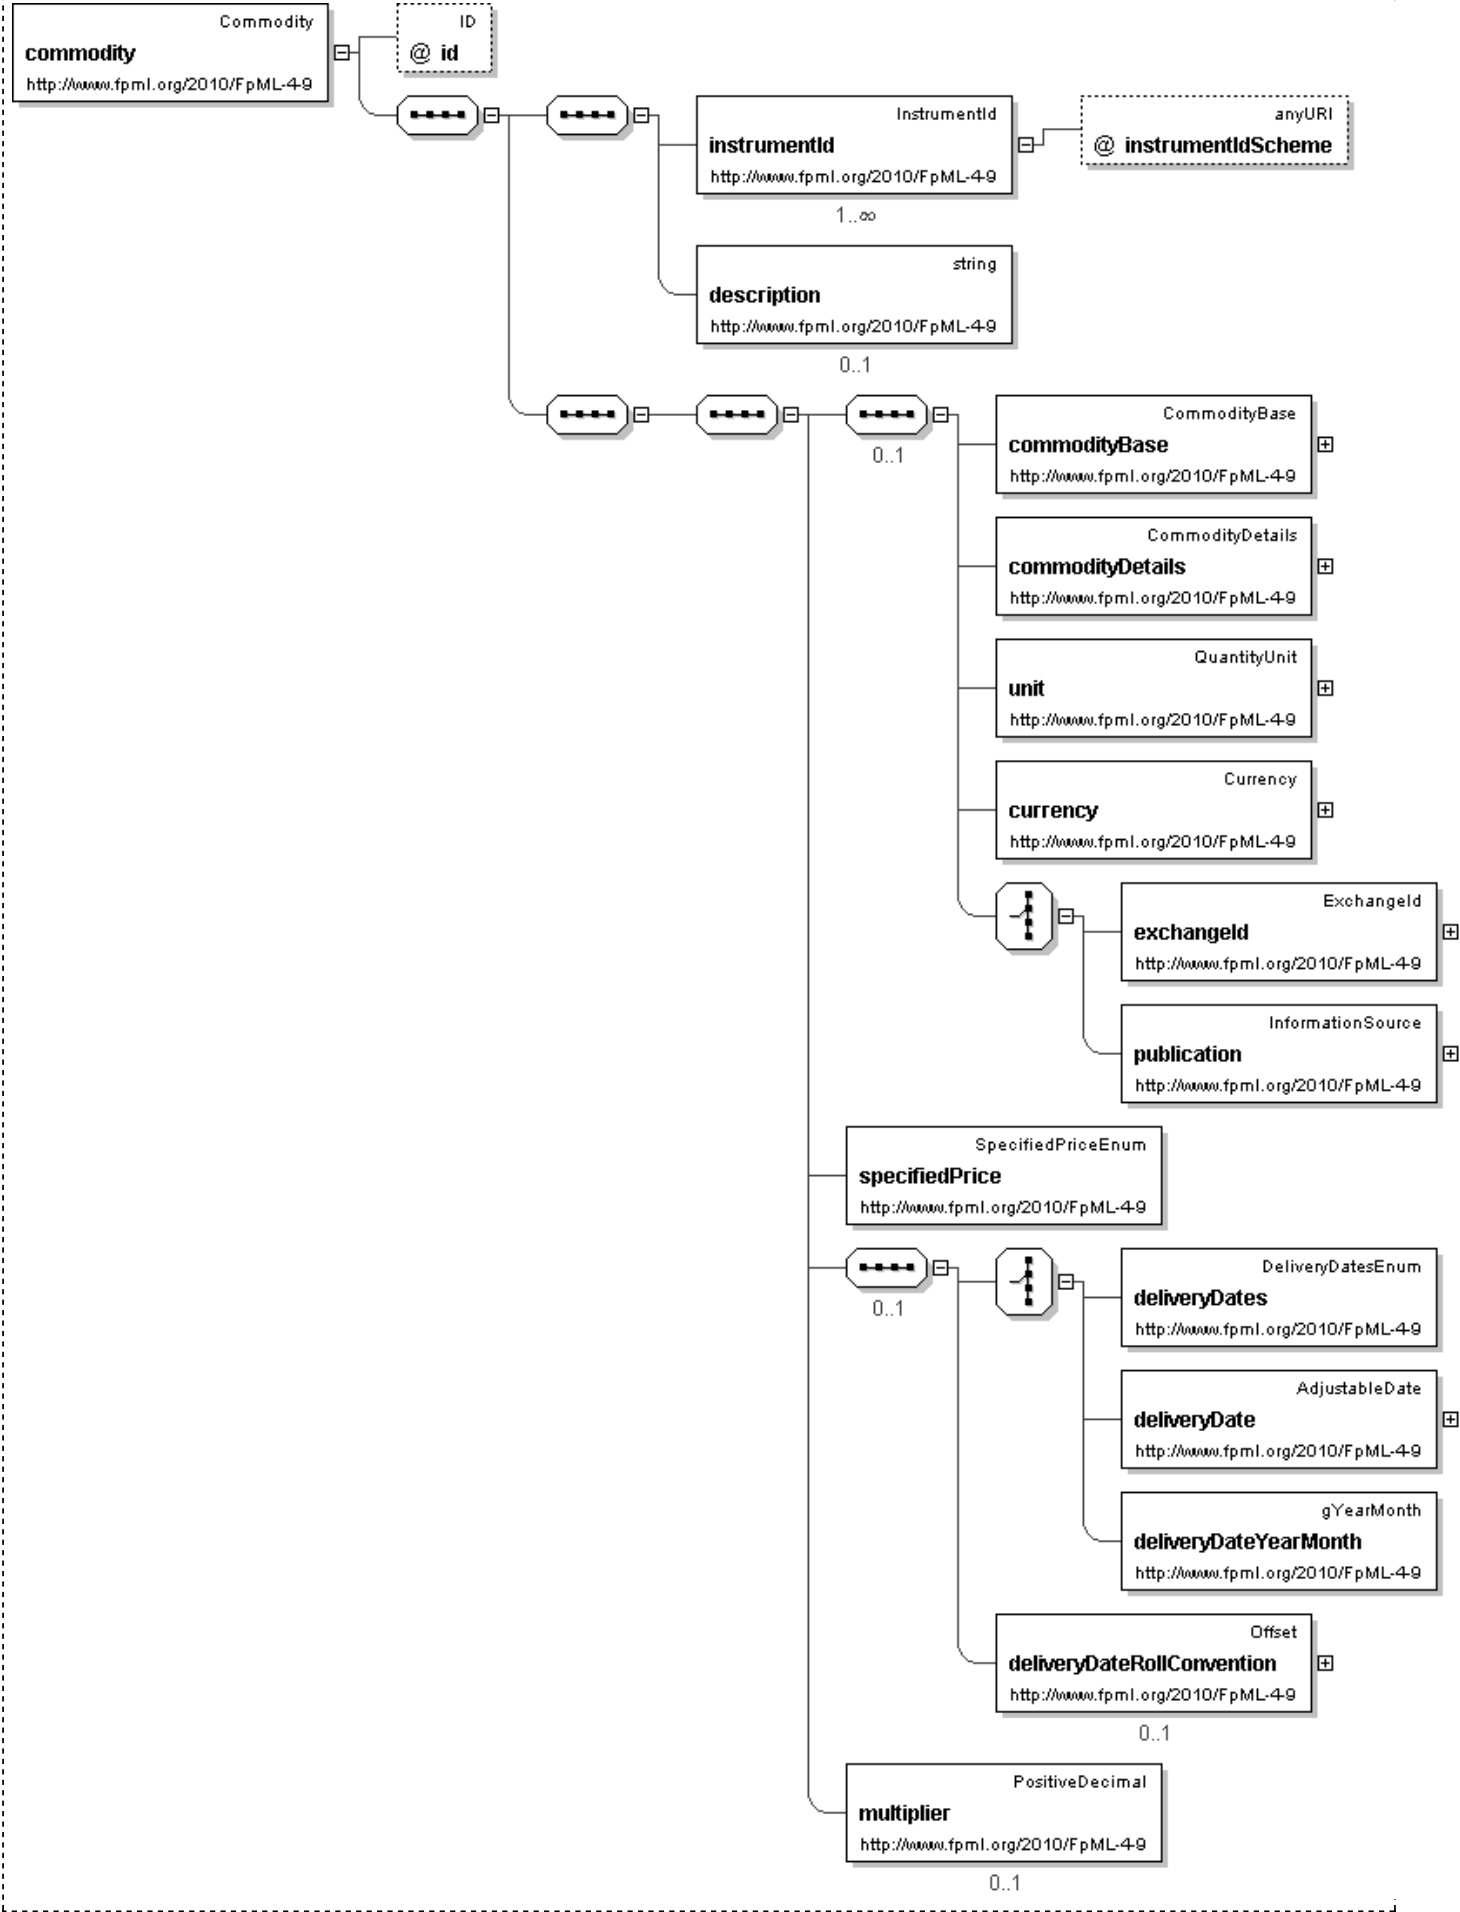 Commodity
commodity
http://www.fpml.org/2010/FpML-4-9
ID
@ id
InstrumentId
instrumentId
http://www.fpml.org/2010/FpML-4-9
1..∞
anyURI
@ instrumentIdScheme
string
description
http://www.fpml.org/2010/FpML-4-9
0..1
0..1
CommodityBase
commodityBase
http://www.fpml.org/2010/FpML-4-9
CommodityDetails
commodityDetails
http://www.fpml.org/2010/FpML-4-9
QuantityUnit
unit
http://www.fpml.org/2010/FpML-4-9
Currency
currency
http://www.fpml.org/2010/FpML-4-9
ExchangeId
exchangeId
http://www.fpml.org/2010/FpML-4-9
InformationSource
publication
http://www.fpml.org/2010/FpML-4-9
SpecifiedPriceEnum
specifiedPrice
http://www.fpml.org/2010/FpML-4-9
0..1
DeliveryDatesEnum
deliveryDates
http://www.fpml.org/2010/FpML-4-9
AdjustableDate
deliveryDate
http://www.fpml.org/2010/FpML-4-9
gYearMonth
deliveryDateYearMonth
http://www.fpml.org/2010/FpML-4-9
Offset
deliveryDateRollConvention
http://www.fpml.org/2010/FpML-4-9
0..1
PositiveDecimal
multiplier
http://www.fpml.org/2010/FpML-4-9
0..1